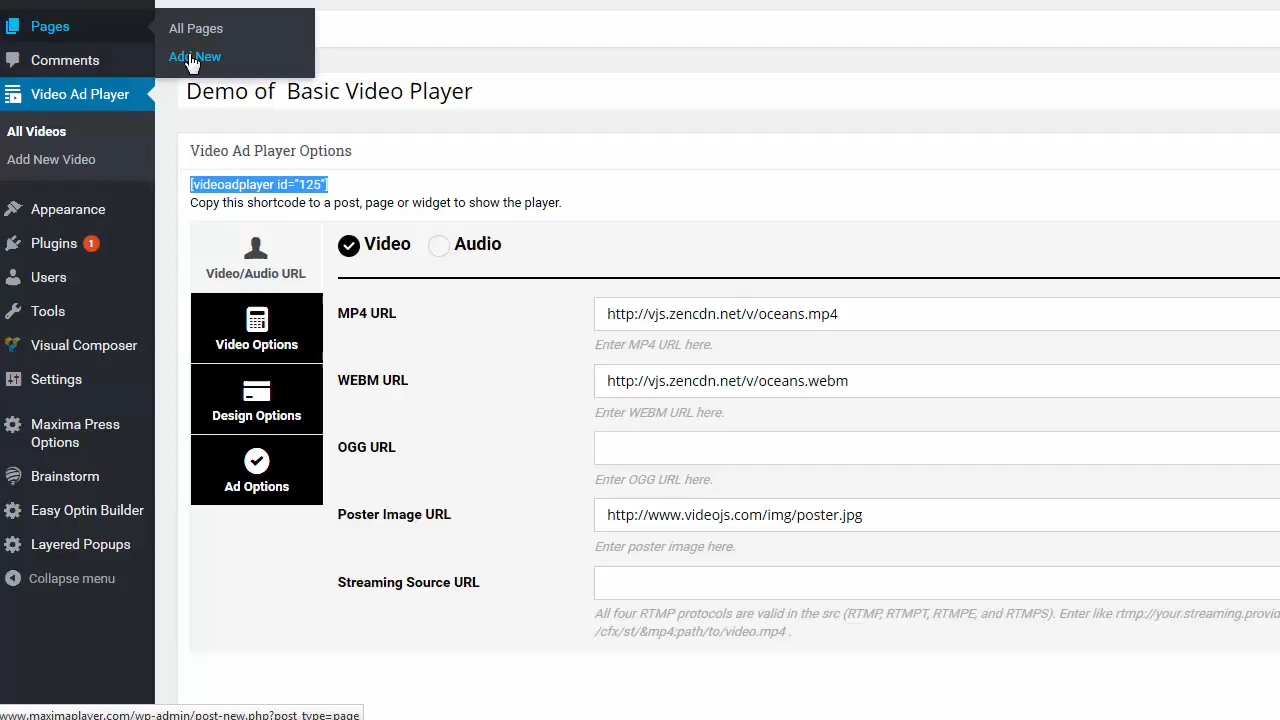 Pages
All Pages
Add New
Comments
Video Ad Player
All Videos
Add New Video
Appearance
Plugins 1
Users
Tools
Visual Composer
Settings
Maxima Press
Options
Brainstorm
Easy Optin Builder
Layered Popups
Collapse menu
Demo of Basic Video Player
Video Ad Player Options
[videoadplayer id="125"]
Copy this shortcode to a post, page or widget to show the player.
Video/Audio URL
Video Options
Design Options
Ad Options
Video Audio
MP4 URL
http://vjs.zencdn.net/v/oceans.mp4
Enter MP4 URL here.
WEBM URL
http://vjs.zencdn.net/v/oceans.webm
Enter WEBM URL here.
OGG URL
Enter OGG URL here.
Poster Image URL
http://www.videojs.com/img/poster.jpg
Enter poster image here.
Streaming Source URL
All four RTMP protocols are valid in the src (RTMP, RTMPT, RTMPE, and RTMPS). Enter like rtmp://your.streaming.provid
/cfx/st/&mp4:path/to/video.mp4 .
www.maximaplayer.com/wp-admin/post-new.php?post_type=page